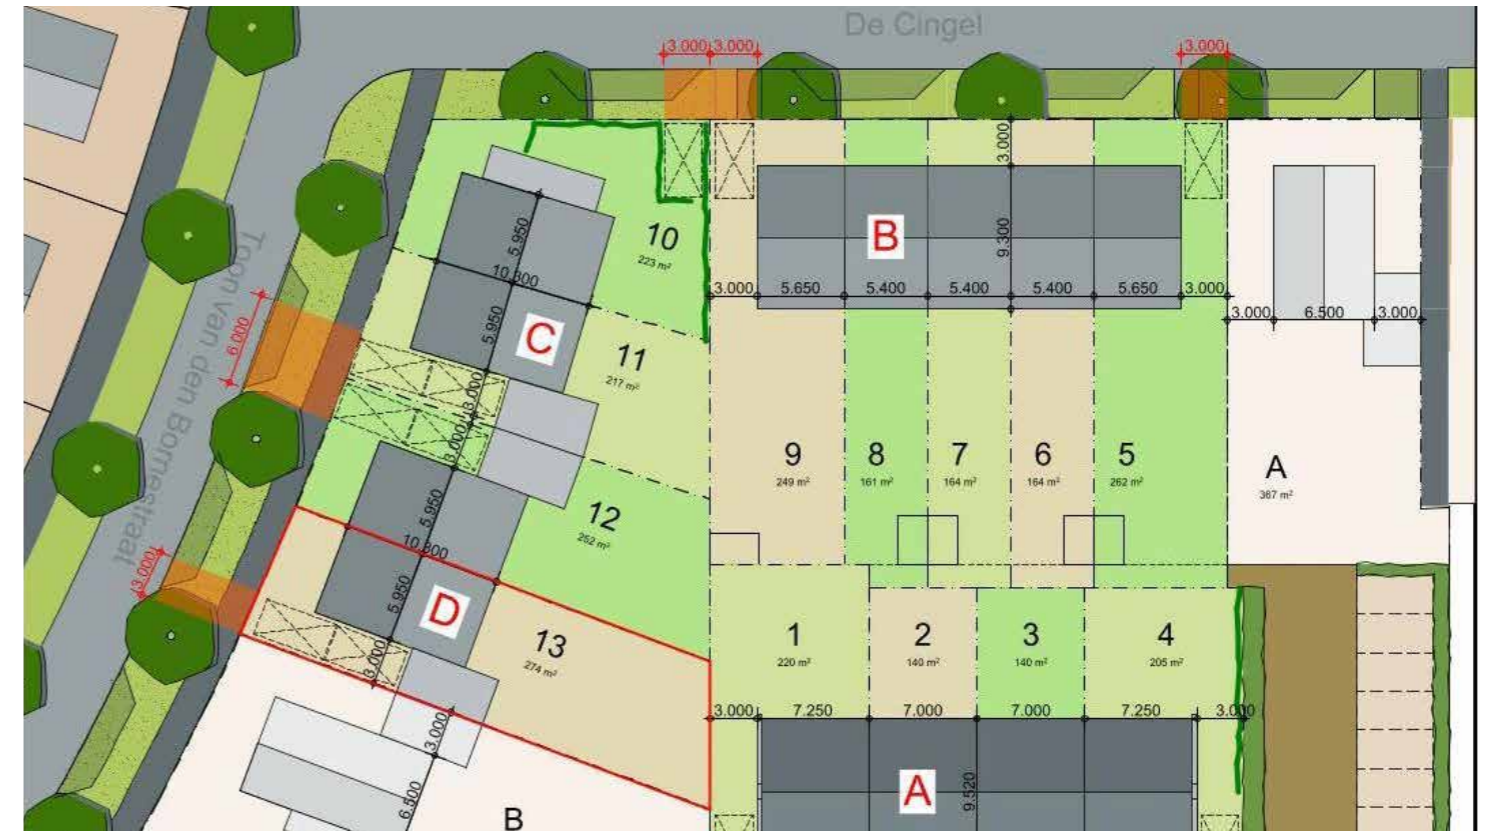 De Cingel
3.000 3.000
3.000
3.000
B
9.300
3.000 5.650 5.400 5.400 5.400 5.650 3.000
3.000 6.500 3.000
10
223 m²
5.950
10.300
5.950
C
11
217 m²
3.000
3.000
6.000
Toon van den Bornestraat
9
249 m²
8
161 m²
7
164 m²
6
164 m²
5
262 m²
A
367 m²
12
252 m²
5.950
10.300
5.950
D
3.000
13
274 m²
3.000
3.000
6.500
B
1
220 m²
2
140 m²
3
140 m²
4
205 m²
3.000 7.250 7.000 7.000 7.250 3.000
A
9.520